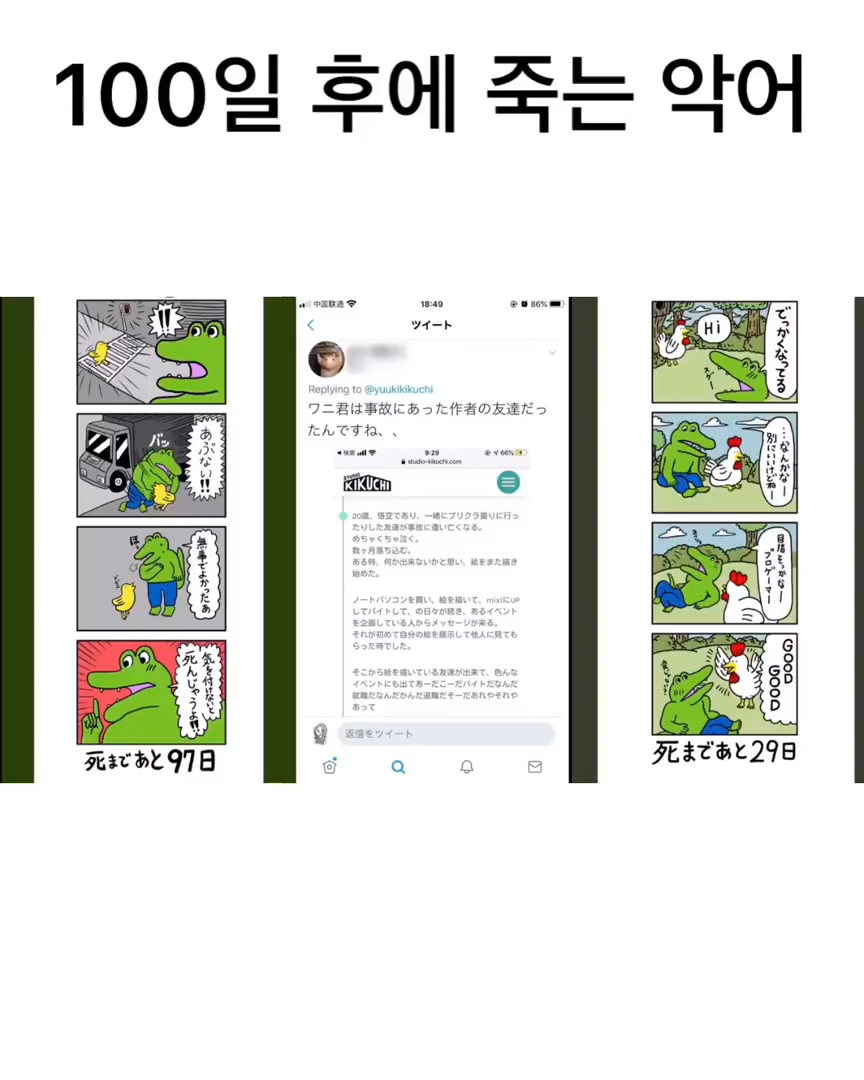 100일 후에 죽는 악어
!!
あぶない!!
バッ
無事でよかったあ
ほっ
気を付けないと
死んじゃうよ!!
死まであと97日
中国联通
18:49
86%
ツイート
Replying to @yuukikikuchi
ワニ君は事故にあった作者の友達だっ
たんですね、、
検索
9:29
66%
studio-kikuchi.com
STUDIO
KIKUCHI
20歳、悟空であり、一緒にプリクラ撮りに行っ
たりした友達が事故に遭い亡くなる。
めちゃくちゃ泣く。
数ヶ月落ち込む。
ある時、何か出来ないかと思い、絵をまた描き
始めた。
ノートパソコンを買い、絵を描いて、mixiにUP
してバイトして、の日々が続き、あるイベント
を企画している人からメッセージが来る。
それが初めて自分の絵を展示して他人に見ても
らった時でした。
そこから絵を描いている友達が出来て、色んな
イベントにも出てあーだこーだバイトだなんだ
就職だなんだかんだ退職だそーだあれやそれや
あって
返信をツイート
でっかくなってる
Hi
スゲー
…なんかなー
別にいいけどねー
目指そっかなー
プロゲーマー
GOOD
GOOD
死まであと29日